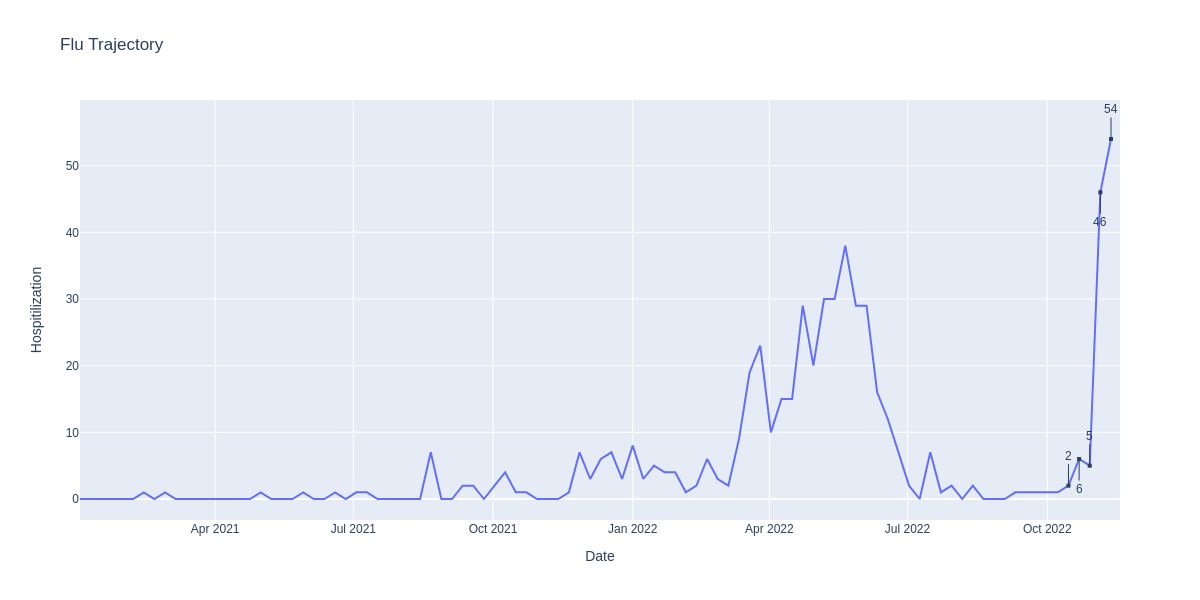 Flu Trajectory
54
50
46
40
30
20
10
5
2
6
0
Hospitilization
Apr 2021
Jul 2021
Oct 2021
Jan 2022
Apr 2022
Jul 2022
Oct 2022
Date